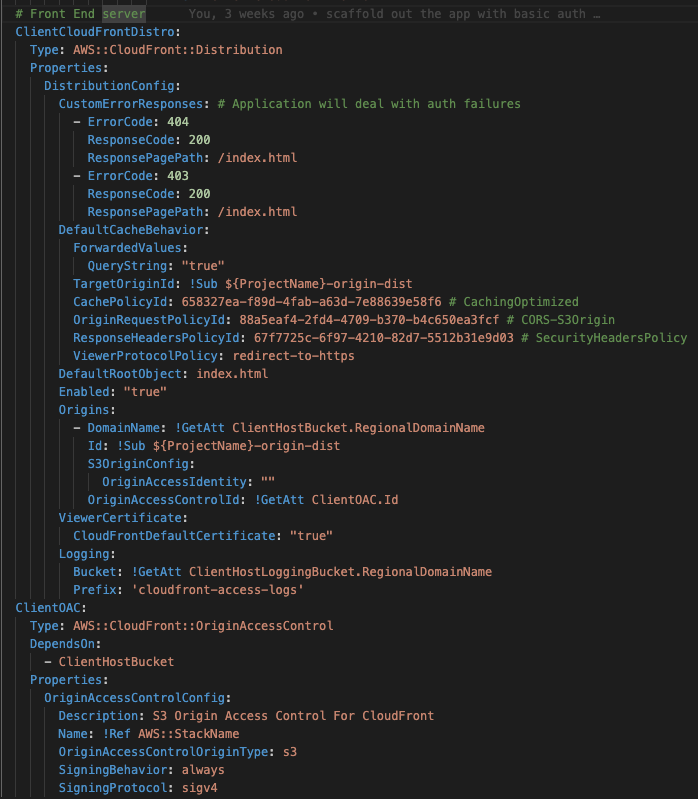 # Front End server You, 3 weeks ago • scaffold out the app with basic auth …
ClientCloudFrontDistro:
  Type: AWS::CloudFront::Distribution
  Properties:
    DistributionConfig:
      CustomErrorResponses: # Application will deal with auth failures
        - ErrorCode: 404
          ResponseCode: 200
          ResponsePagePath: /index.html
        - ErrorCode: 403
          ResponseCode: 200
          ResponsePagePath: /index.html
      DefaultCacheBehavior:
        ForwardedValues:
          QueryString: "true"
        TargetOriginId: !Sub ${ProjectName}-origin-dist
        CachePolicyId: 658327ea-f89d-4fab-a63d-7e88639e58f6 # CachingOptimized
        OriginRequestPolicyId: 88a5eaf4-2fd4-4709-b370-b4c650ea3fcf # CORS-S3Origin
        ResponseHeadersPolicyId: 67f7725c-6f97-4210-82d7-5512b31e9d03 # SecurityHeadersPolicy
        ViewerProtocolPolicy: redirect-to-https
      DefaultRootObject: index.html
      Enabled: "true"
      Origins:
        - DomainName: !GetAtt ClientHostBucket.RegionalDomainName
          Id: !Sub ${ProjectName}-origin-dist
          S3OriginConfig:
            OriginAccessIdentity: ""
          OriginAccessControlId: !GetAtt ClientOAC.Id
      ViewerCertificate:
        CloudFrontDefaultCertificate: "true"
      Logging:
        Bucket: !GetAtt ClientHostLoggingBucket.RegionalDomainName
        Prefix: 'cloudfront-access-logs'
ClientOAC:
  Type: AWS::CloudFront::OriginAccessControl
  DependsOn:
    - ClientHostBucket
  Properties:
    OriginAccessControlConfig:
      Description: S3 Origin Access Control For CloudFront
      Name: !Ref AWS::StackName
      OriginAccessControlOriginType: s3
      SigningBehavior: always
      SigningProtocol: sigv4